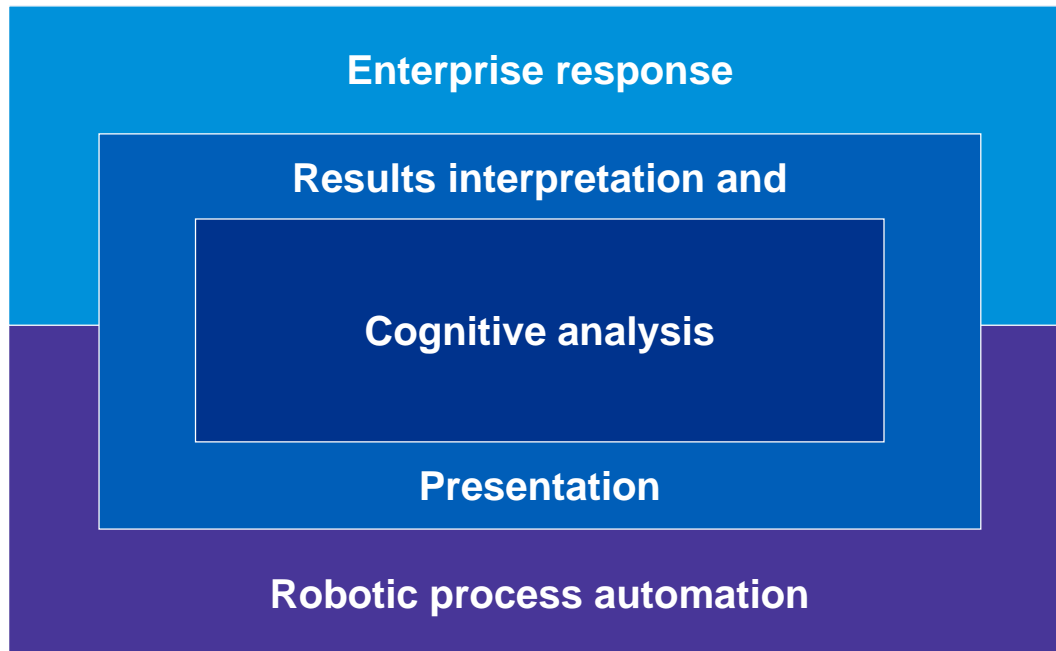 Enterprise response
Results interpretation and
Cognitive analysis
Presentation
Robotic process automation